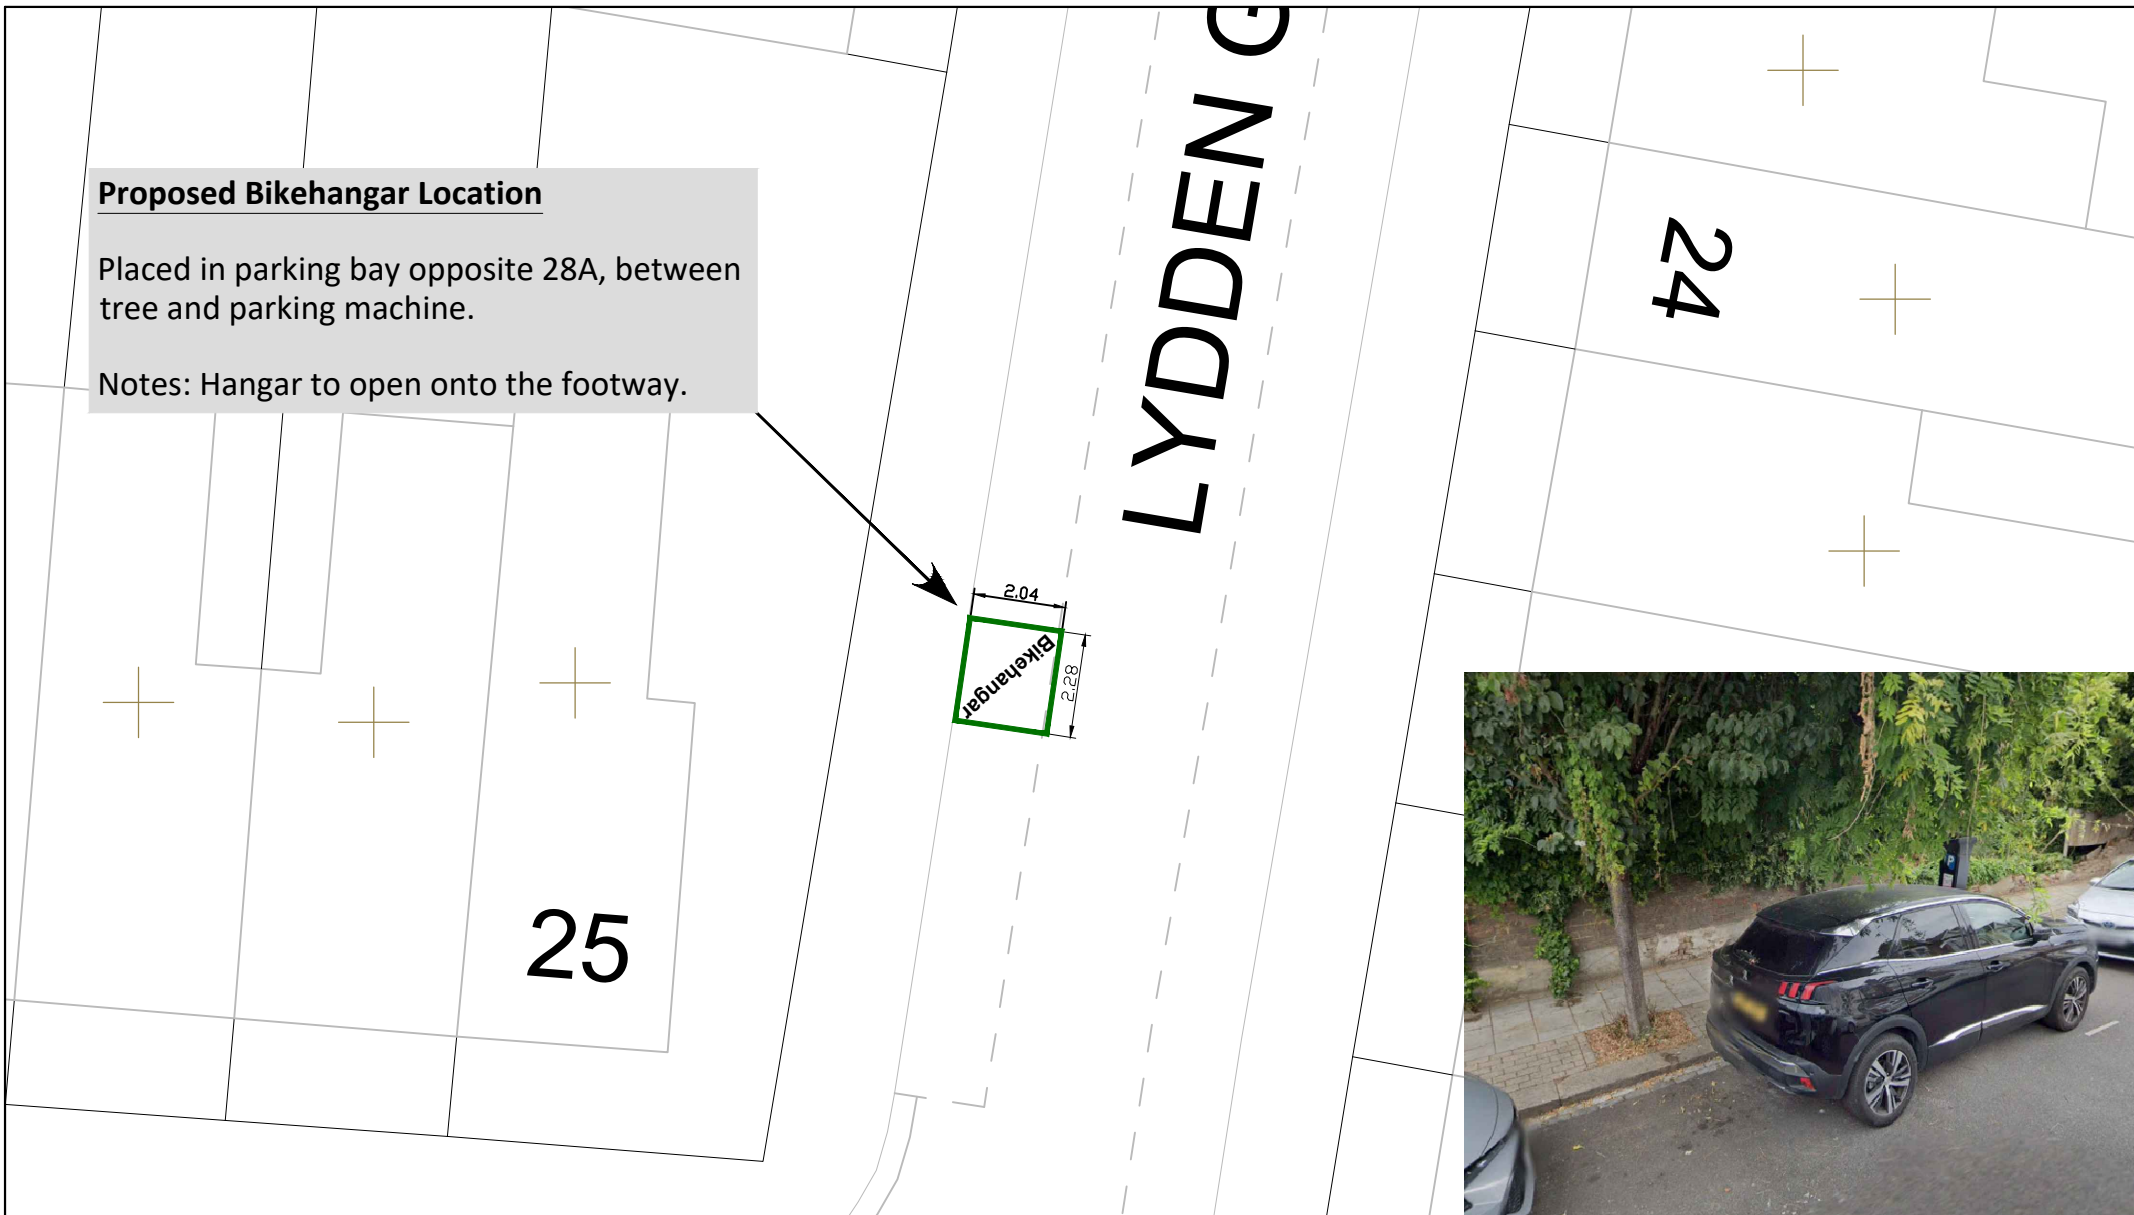 Proposed Bikehangar Location
Placed in parking bay opposite 28A, between
tree and parking machine.
Notes: Hangar to open onto the footway.
LYDDEN G
24
2.04
Bikehangar
2.28
25
P